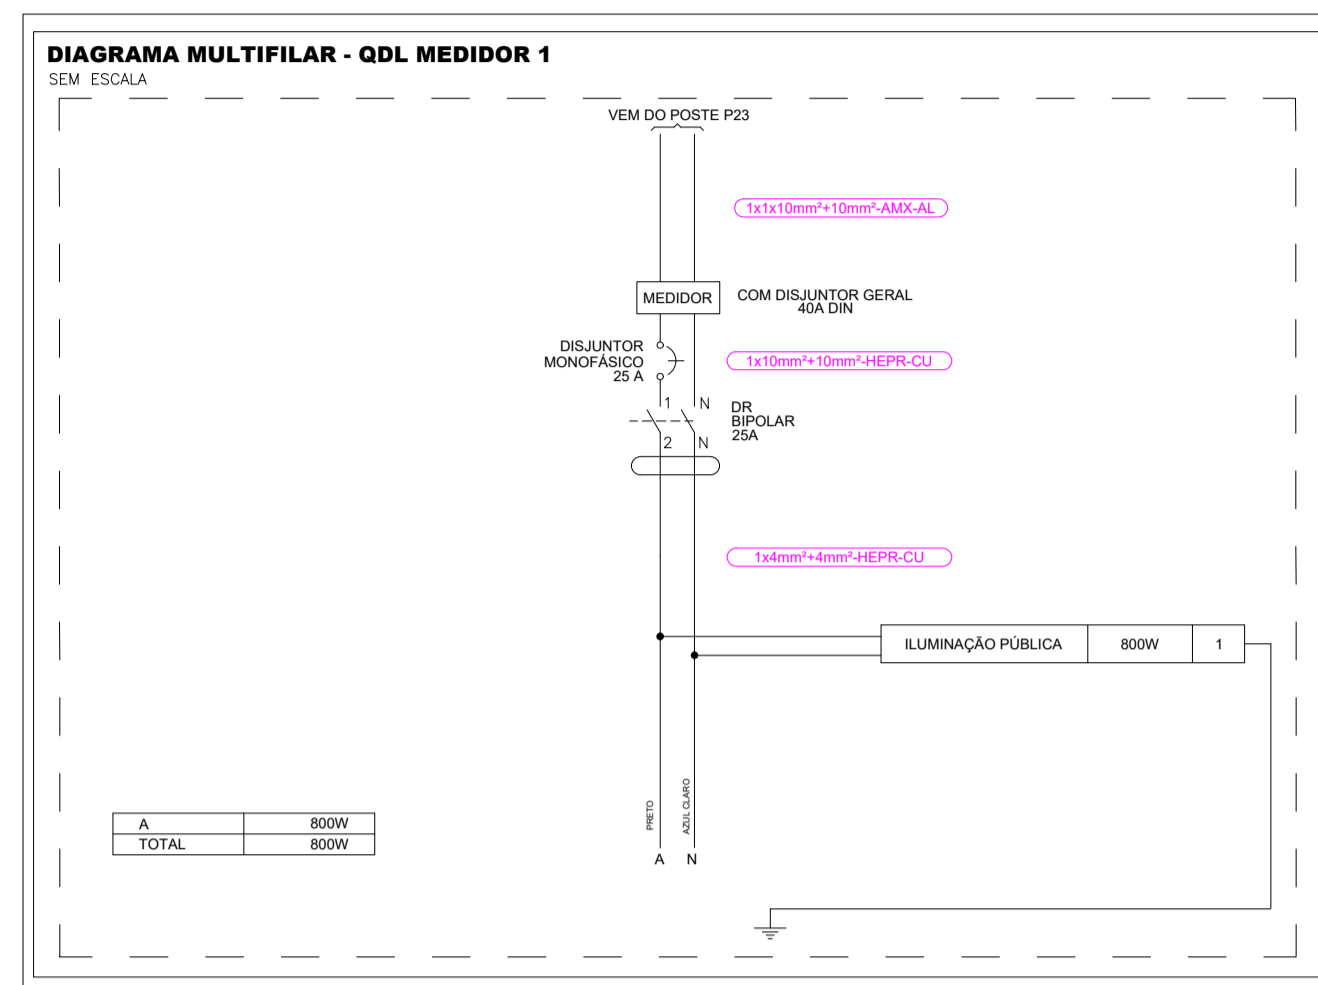 DIAGRAMA MULTIFILAR - QDL MEDIDOR 1
SEM ESCALA
VEM DO POSTE P23
1x1x10mm²+10mm²-AMX-AL
MEDIDOR
COM DISJUNTOR GERAL
40A DIN
DISJUNTOR
MONOFÁSICO
25 A
1x10mm²+10mm²-HEPR-CU
1 N
2 N
DR
BIPOLAR
25A
1x4mm²+4mm²-HEPR-CU
ILUMINAÇÃO PÚBLICA 800W 1
PRETO
AZUL CLARO
A N
A 800W
TOTAL 800W